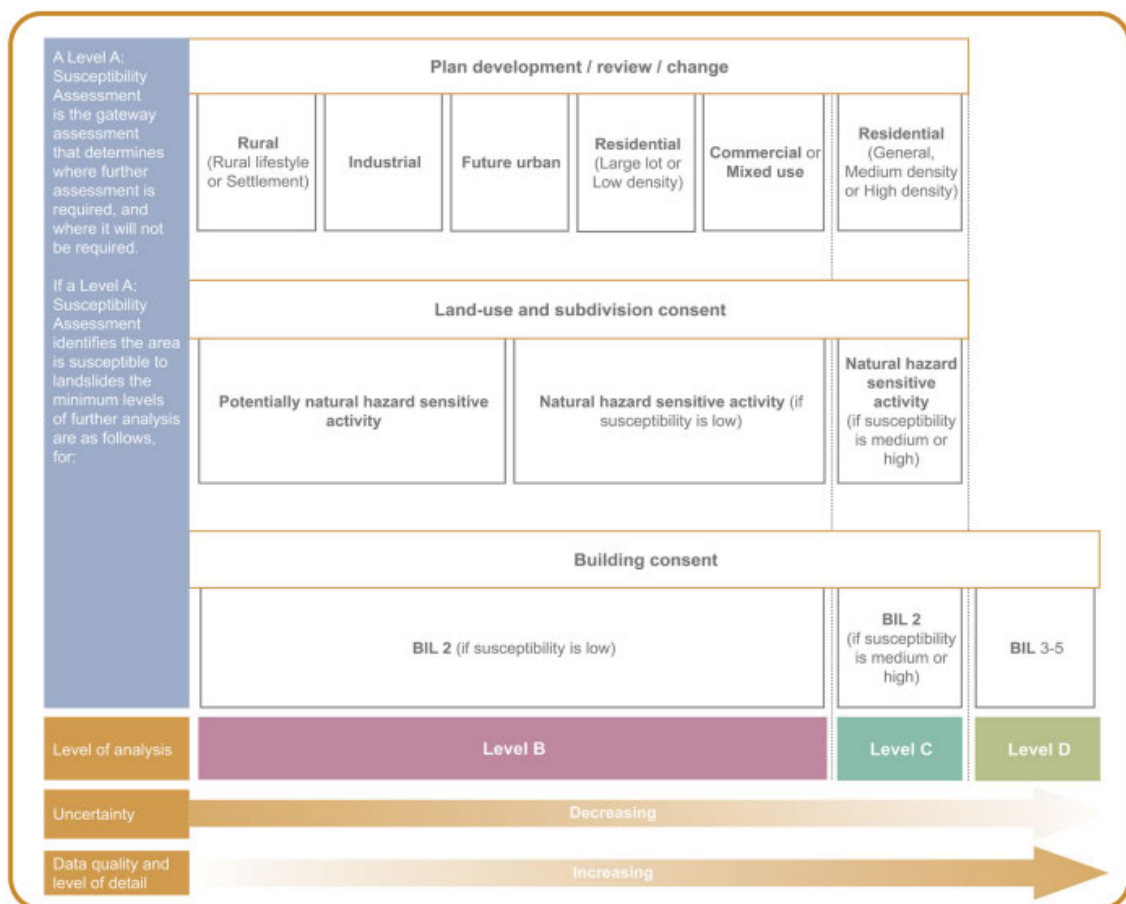 A Level A:
Susceptibility
Assessment
is the gateway
assessment
that determines
where further
assessment is
required, and
where it will not
be required.
If a Level A:
Susceptibility
Assessment
identifies the area
is susceptible to
landslides the
minimum levels
of further analysis
are as follows,
for:
Plan development / review / change
Rural
(Rural lifestyle
or Settlement)
Industrial
Future urban
Residential
(Large lot or
Low density)
Commercial or
Mixed use
Residential
(General,
Medium density
or High density)
Land-use and subdivision consent
Potentially natural hazard sensitive
activity
Natural hazard sensitive activity (if
susceptibility is low)
Natural hazard
sensitive
activity
(if susceptibility
is medium or
high)
Building consent
BIL 2 (if susceptibility is low)
BIL 2
(if susceptibility
is medium or
high)
BIL 3-5
Level of analysis
Level B
Level C
Level D
Uncertainty
Decreasing
Data quality and
level of detail
Increasing